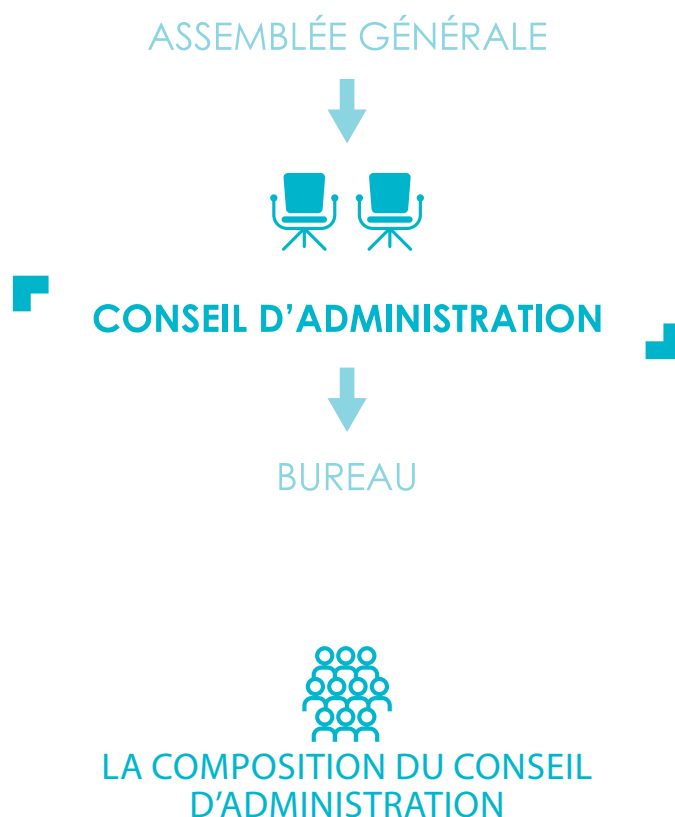 ASSEMBLÉE GÉNÉRALE
CONSEIL D’ADMINISTRATION
BUREAU
LA COMPOSITION DU CONSEIL
D’ADMINISTRATION